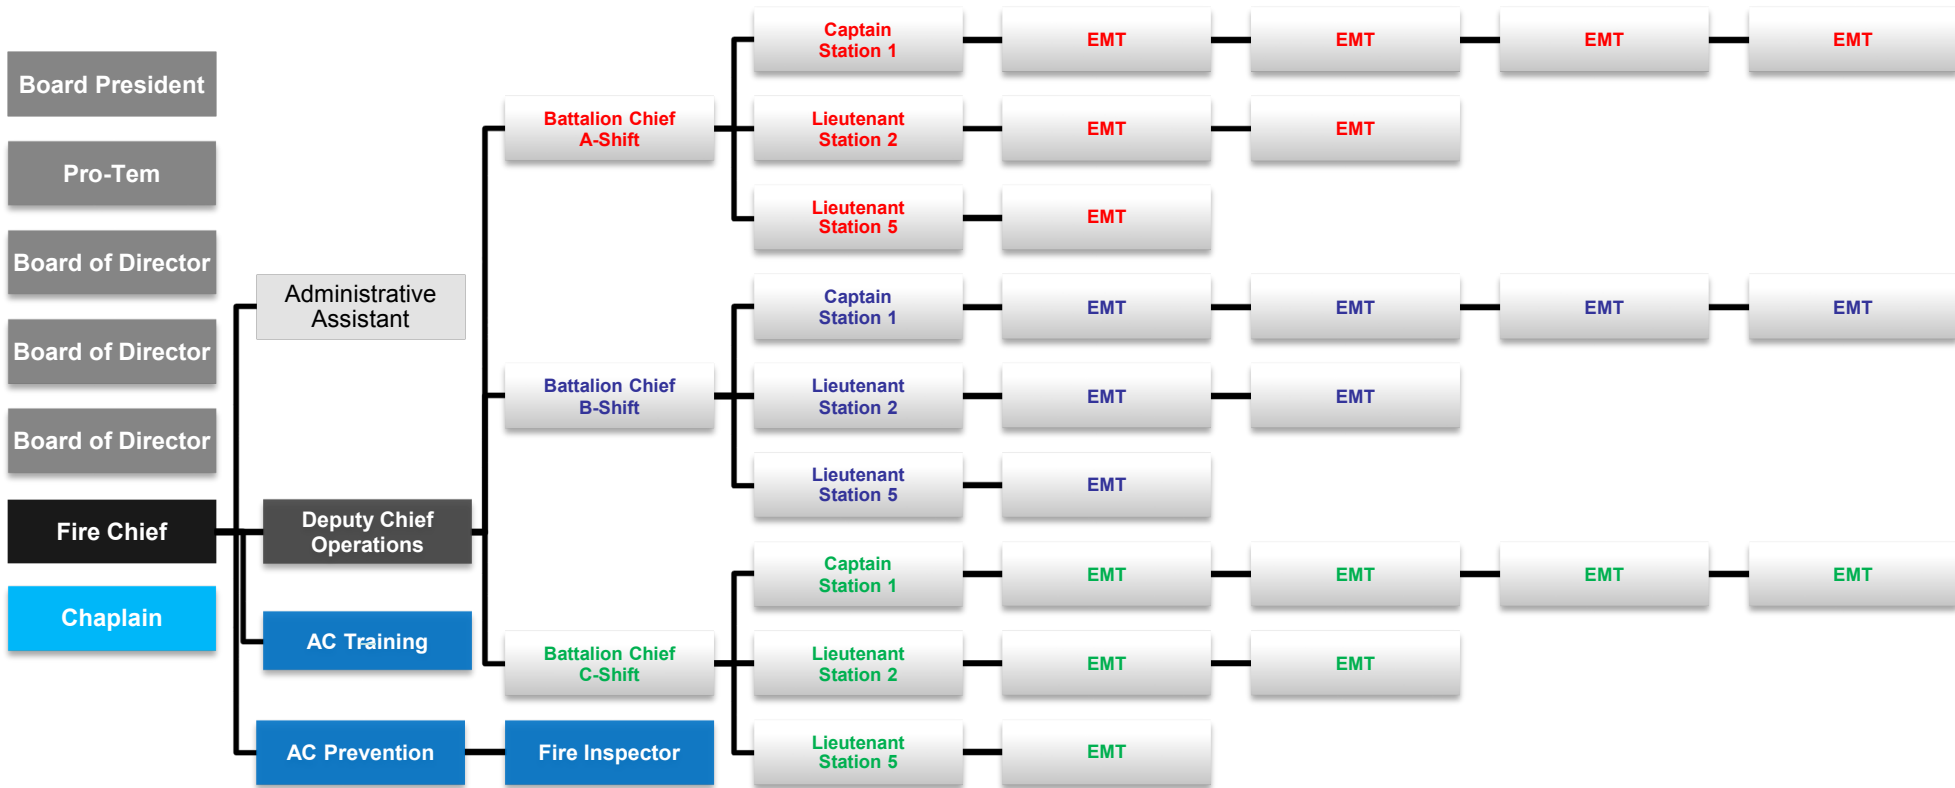 Board President
Pro-Tem
Board of Director
Board of Director
Board of Director
Fire Chief
Chaplain
Administrative
Assistant
Deputy Chief
Operations
AC Training
AC Prevention
Fire Inspector
Battalion Chief
A-Shift
Captain
Station 1
EMT
EMT
EMT
EMT
Lieutenant
Station 2
EMT
EMT
Lieutenant
Station 5
EMT
Battalion Chief
B-Shift
Captain
Station 1
EMT
EMT
EMT
EMT
Lieutenant
Station 2
EMT
EMT
Lieutenant
Station 5
EMT
Battalion Chief
C-Shift
Captain
Station 1
EMT
EMT
EMT
EMT
Lieutenant
Station 2
EMT
EMT
Lieutenant
Station 5
EMT